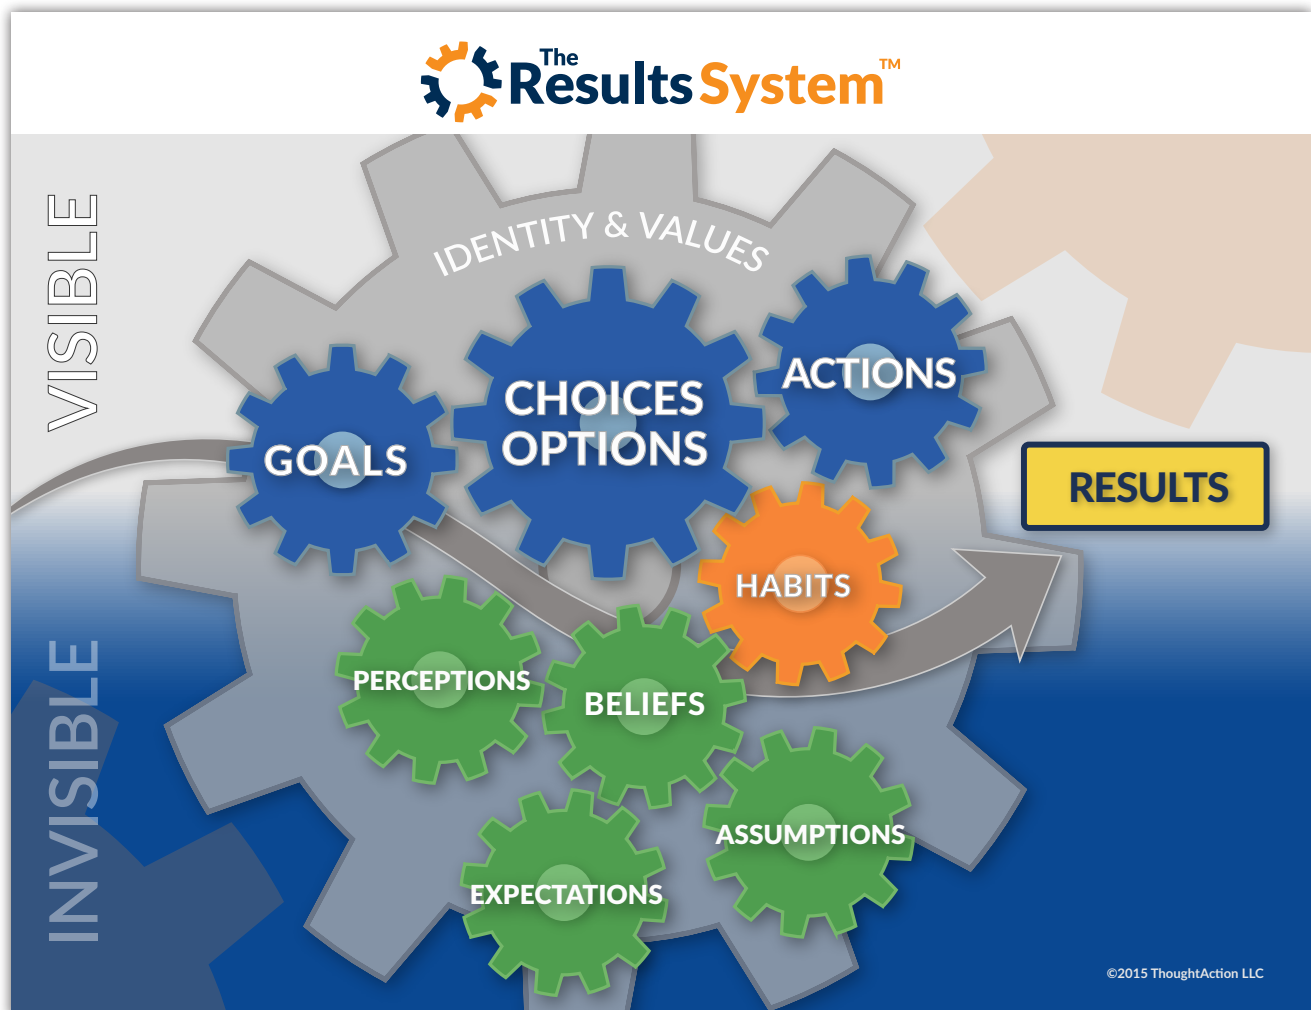 The
Results System™
VISIBLE
IDENTITY & VALUES
ACTIONS
CHOICES
OPTIONS
GOALS
RESULTS
HABITS
PERCEPTIONS
BELIEFS
INVISIBLE
ASSUMPTIONS
EXPECTATIONS
©2015 ThoughtAction LLC